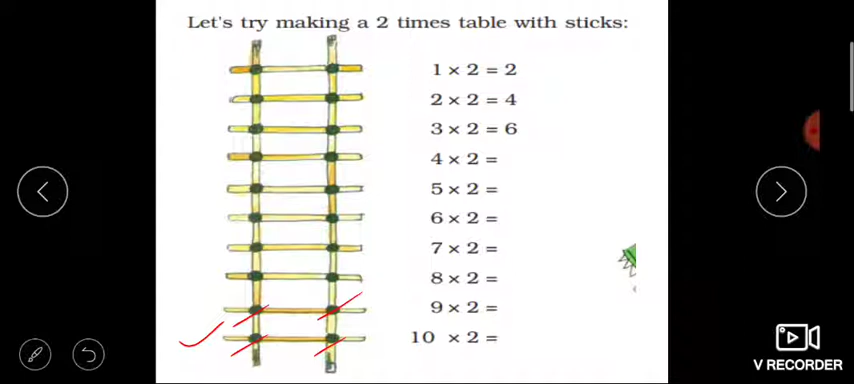 Let's try making a 2 times table with sticks:
1 × 2 = 2
2 × 2 = 4
3 × 2 = 6
4 × 2 =
5 × 2 =
6 × 2 =
7 × 2 =
8 × 2 =
9 × 2 =
10 × 2 =
V RECORDER